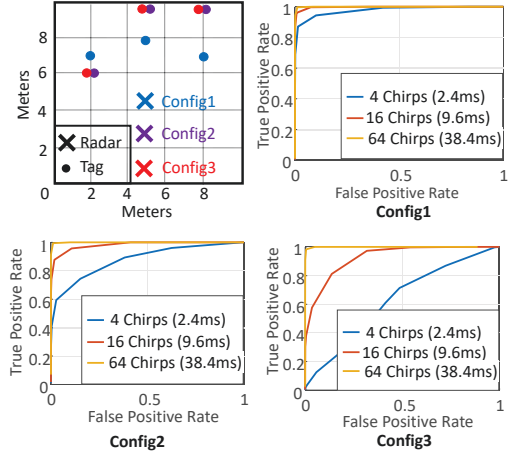 Meters
8
6
4
2
Config1
Config2
Config3
Radar
Tag
2 4 6 8
Meters
True Positive Rate
1
0.8
0.6
0.4
0.2
0
4 Chirps (2.4ms)
16 Chirps (9.6ms)
64 Chirps (38.4ms)
0 0.5 1
False Positive Rate
Config1
True Positive Rate
1
0.8
0.6
0.4
0.2
0
4 Chirps (2.4ms)
16 Chirps (9.6ms)
64 Chirps (38.4ms)
0 0.5 1
False Positive Rate
Config2
True Positive Rate
1
0.8
0.6
0.4
0.2
0
4 Chirps (2.4ms)
16 Chirps (9.6ms)
64 Chirps (38.4ms)
0 0.5 1
False Positive Rate
Config3